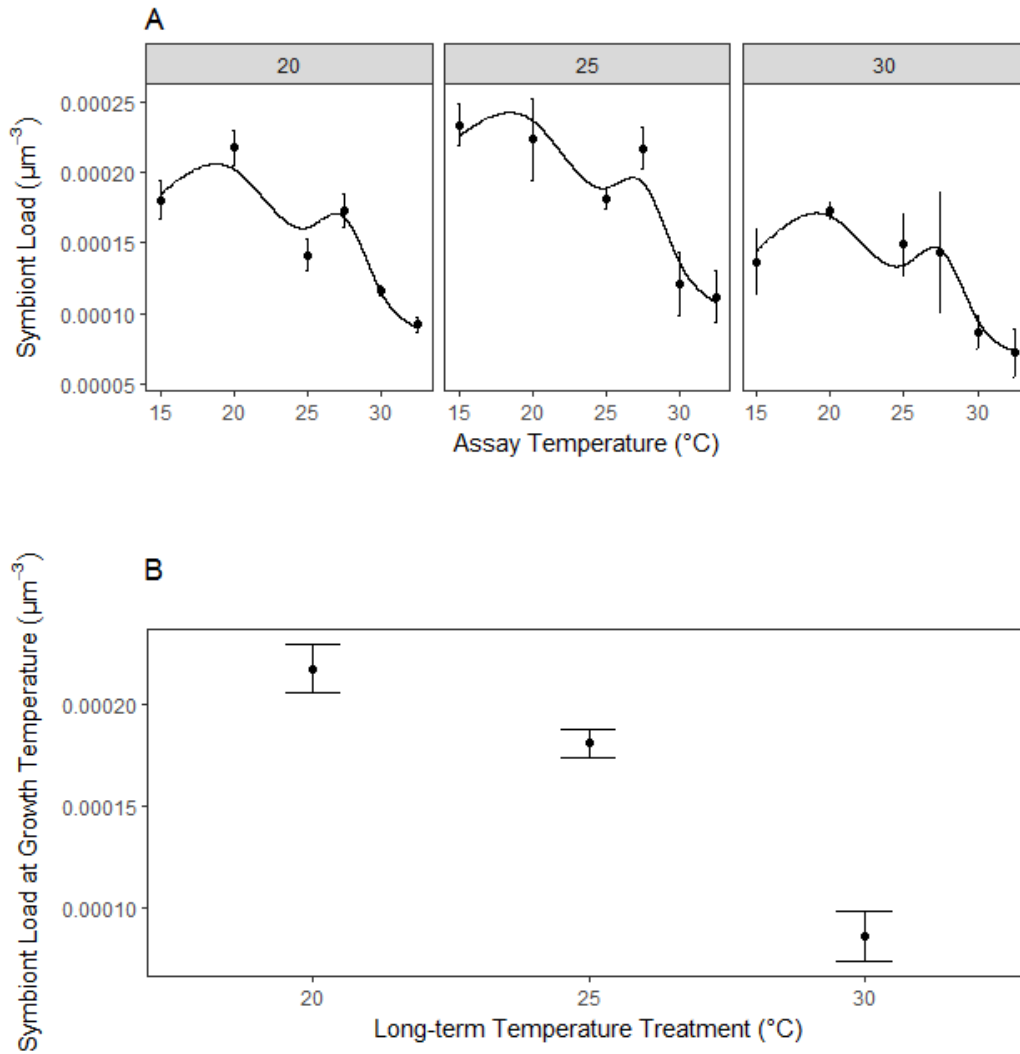 A
20 25 30
Symbiont Load (µm⁻³)
0.00025
0.00020
0.00015
0.00010
0.00005
15 20 25 30 15 20 25 30 15 20 25 30
Assay Temperature (°C)
B
Symbiont Load at Growth Temperature (µm⁻³)
0.00020
0.00015
0.00010
20 25 30
Long-term Temperature Treatment (°C)